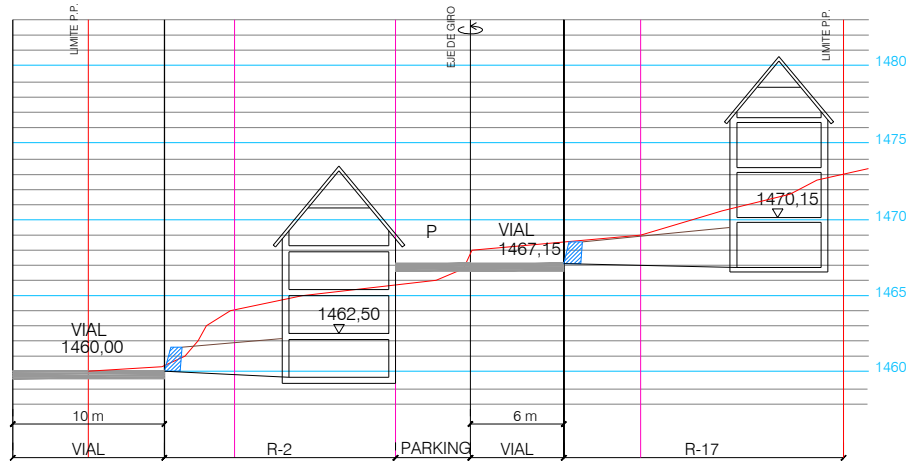 LIMITE P.P.
EJE DE GIRO
LIMITE P.P.
1480
1475
1470,15
1470
P
VIAL
1467,15
1465
1462,50
VIAL
1460,00
1460
10 m
6 m
VIAL
R-2
PARKING
VIAL
R-17